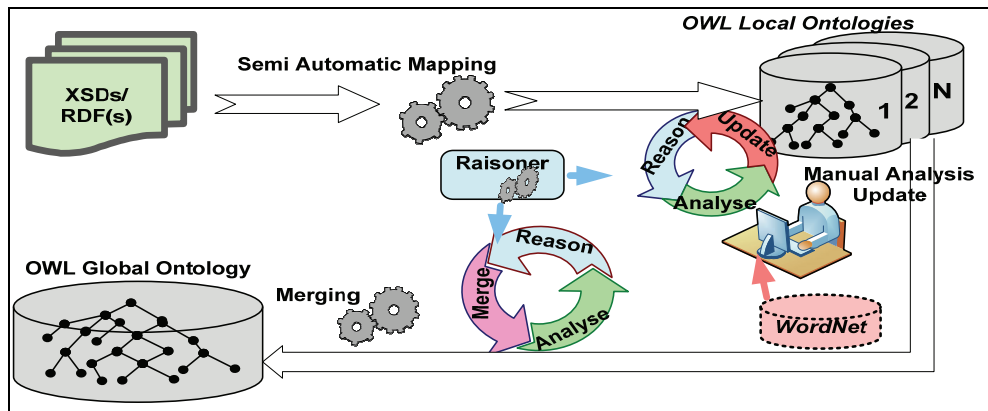 OWL Local Ontologies
XSDs/
RDF(s)
Semi Automatic Mapping
1
2
N
Reason
Update
Analyse
Raisoner
Manual Analysis
Update
OWL Global Ontology
Merging
Reason
Merge
Analyse
WordNet